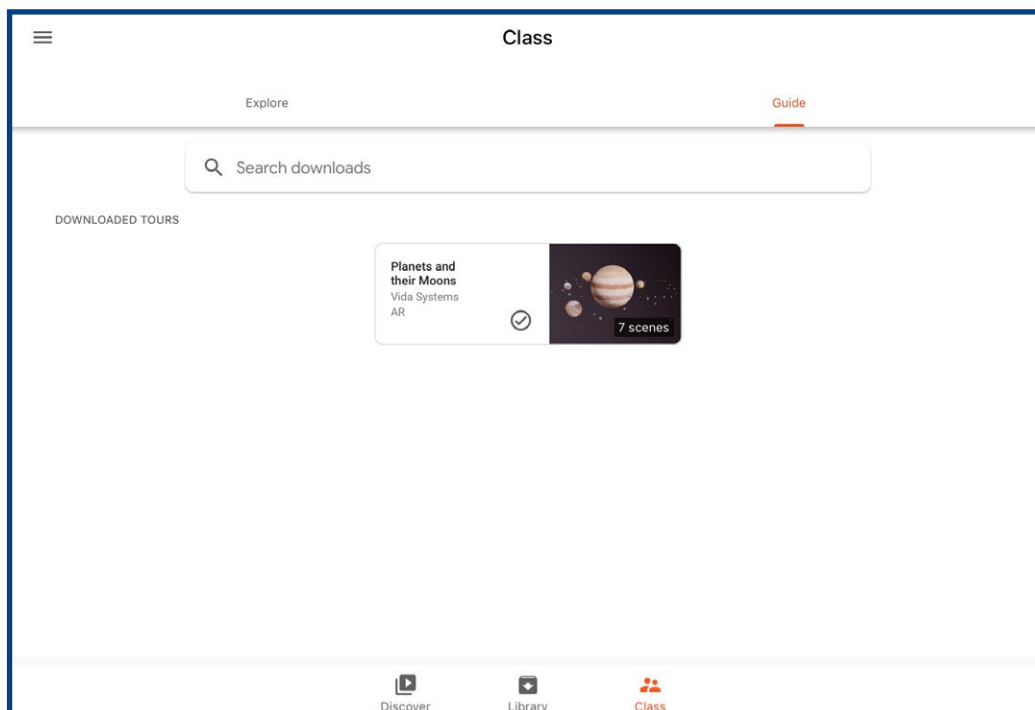 Class
Explore
Guide
Search downloads
DOWNLOADED TOURS
Planets and
their Moons
Vida Systems
AR
7 scenes
Discover
Library
Class